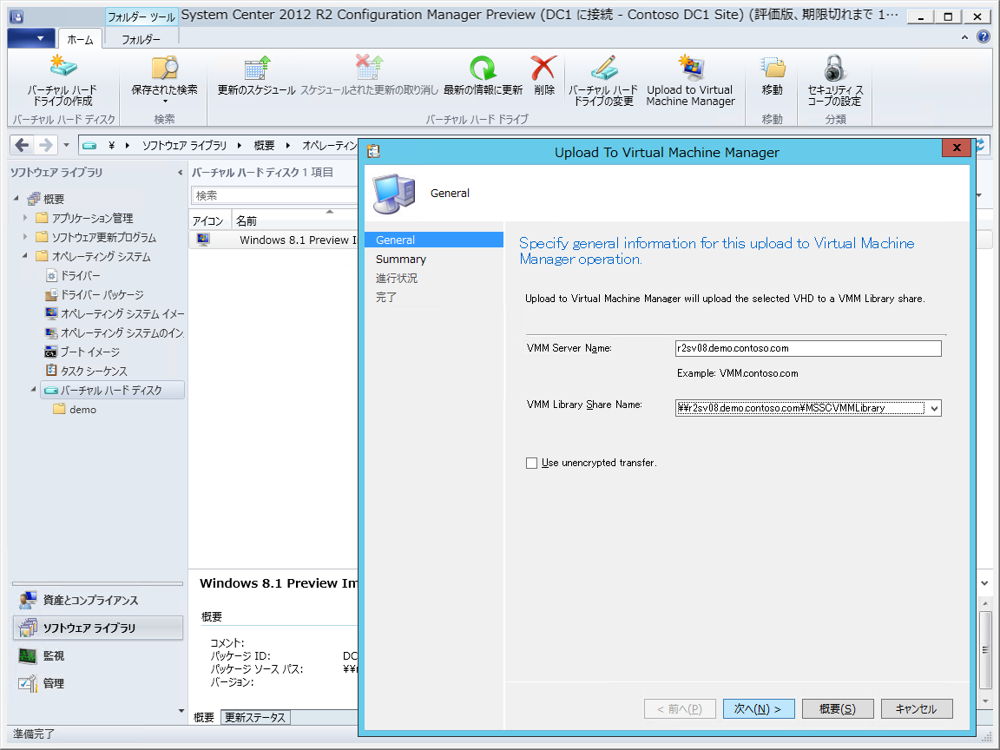 フォルダー ツール
System Center 2012 R2 Configuration Manager Preview (DC1 に接続 - Contoso DC1 Site) (評価版、期限切れまで 1…
ホーム
フォルダー
バーチャル ハード
ドライブの作成
保存された検索
更新のスケジュール
スケジュールされた更新の取り消し
最新の情報に更新
削除
バーチャル ハード
ドライブの変更
Upload to Virtual
Machine Manager
移動
セキュリティ ス
コープの設定
バーチャル ハード ディスク
検索
バーチャル ハード ドライブ
移動
分類
¥
ソフトウェア ライブラリ
概要
オペレーティン
ソフトウェア ライブラリ
概要
アプリケーション管理
ソフトウェア更新プログラム
オペレーティング システム
ドライバー
ドライバー パッケージ
オペレーティング システム イメー
オペレーティング システムのイン
ブート イメージ
タスク シーケンス
バーチャル ハード ディスク
demo
資産とコンプライアンス
ソフトウェア ライブラリ
監視
管理
準備完了
バーチャル ハード ディスク 1 項目
検索
アイコン 名前
Windows 8.1 Preview I
Windows 8.1 Preview Im
概要
コメント:
パッケージ ID: DC
パッケージ ソース パス: ¥¥r
バージョン:
概要 更新ステータス
Upload To Virtual Machine Manager
General
General
Summary
進行状況
完了
Specify general information for this upload to Virtual Machine
Manager operation.
Upload to Virtual Machine Manager will upload the selected VHD to a VMM Library share.
VMM Server Name: r2sv08.demo.contoso.com
Example: VMM.contoso.com
VMM Library Share Name: ¥¥r2sv08.demo.contoso.com¥MSSCVMMLibrary
Use unencrypted transfer.
< 前へ(P) 次へ(N) > 概要(S) キャンセル